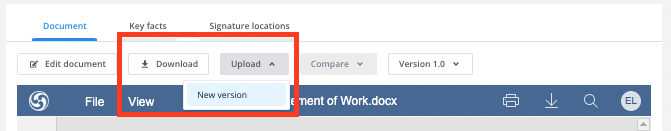 Document Key facts Signature locations
Edit document Download Upload Compare Version 1.0
New version
File View ement of Work.docx EL